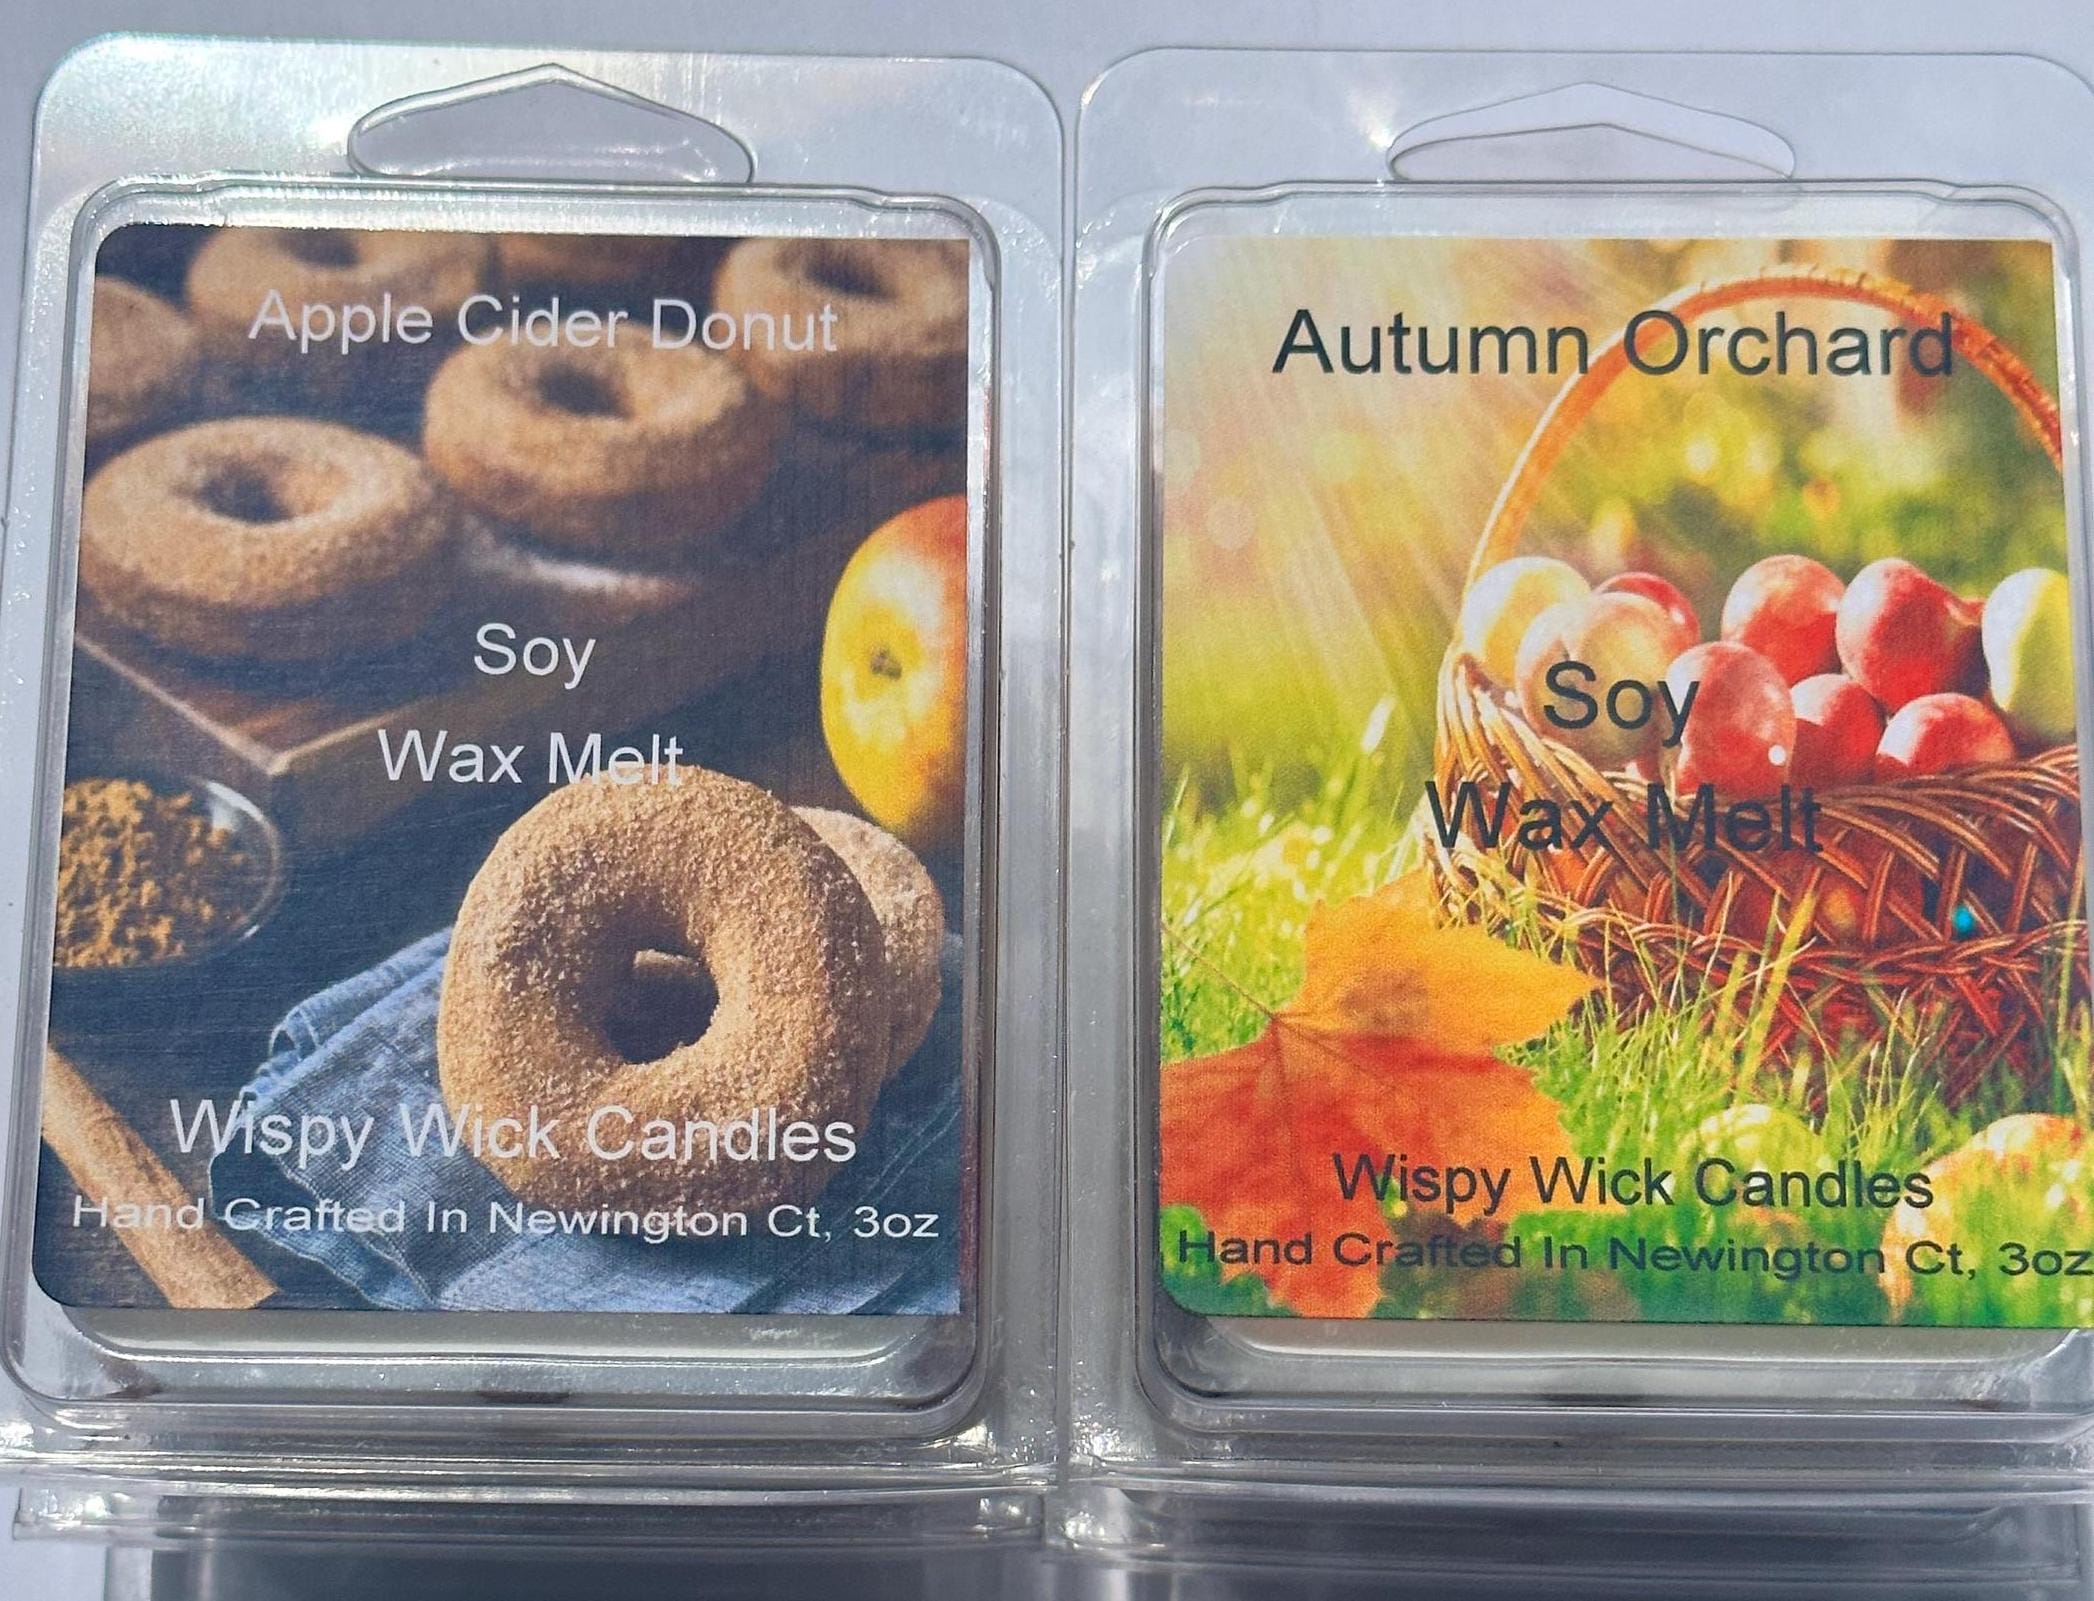 Apple Cider Donut
Soy
Wax Melt
Wispy Wick Candles
Hand Crafted In Newington Ct, 3oz
Autumn Orchard
Soy
Wax Melt
Wispy Wick Candles
Hand Crafted In Newington Ct, 3oz